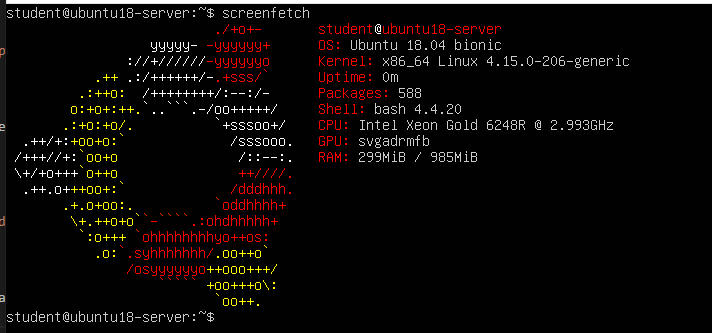 student@ubuntu18-server:~$ screenfetch
                          ./+o+-       student@ubuntu18-server
                  yyyyy- -yyyyyy+      OS: Ubuntu 18.04 bionic
               ://+//////-yyyyyyo      Kernel: x86_64 Linux 4.15.0-206-generic
           .++ .:/++++++/-.+sss/`      Uptime: 0m
         .:++o:  /++++++++/:--:/-      Packages: 588
        o:+o+:++.`..```.-/oo+++++/     Shell: bash 4.4.20
       .:+o:+o/.          `+sssoo+/    CPU: Intel Xeon Gold 6248R @ 2.993GHz
  .++/+:+oo+o:`             /sssooo.   GPU: svgadrmfb
 /+++//+:`oo+o               /::--:.   RAM: 299MiB / 985MiB
 \+/+o+++`o++o               ++////.
  .++.o+++oo+:`             /dddhhh.
       .+.o+oo:.          `oddhhhh+
        \+.++o+o``-````.:ohdhhhhh+
         `:o+++ `ohhhhhhhhyo++os:
           .o:`.syhhhhhhh/.oo++o`
               /osyyyyyyo++ooo+++/
                   ````` +oo+++o\:
                          `oo++.
student@ubuntu18-server:~$